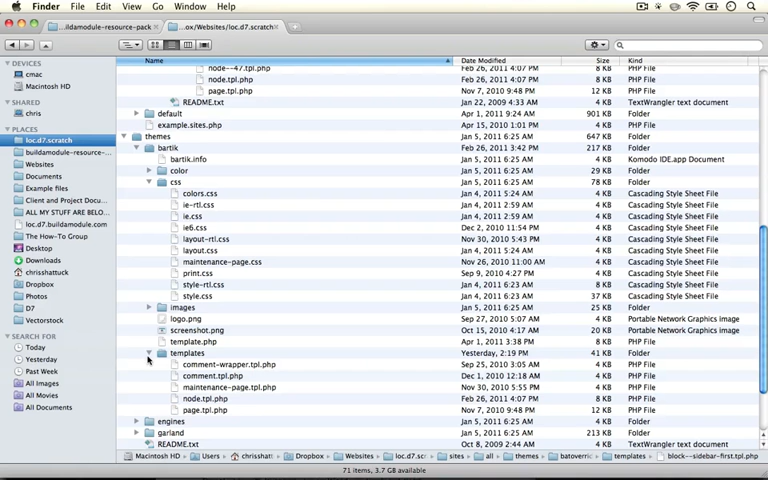 Finder File Edit View Go Window Help
...ildamodule-resource-pack ...ox/Websites/loc.d7.scratch
Name Date Modified Size Kind
DEVICES
cmac
Macintosh HD
SHARED
chris
PLACES
loc.d7.scratch
buildamodule-resource-...
Websites
Documents
Example files
Client and Project Docu...
ALL MY STUFF ARE BELO...
loc.d7.buildamodule.com
The How-To Group
Desktop
Downloads
chrisshattuck
Dropbox
Photos
D7
Vectorstock
SEARCH FOR
Today
Yesterday
Past Week
All Images
All Movies
All Documents
node--47.tpl.php Feb 26, 2011 4:07 PM 4 KB PHP File
node.tpl.php Feb 26, 2011 4:07 PM 8 KB PHP File
page.tpl.php Nov 7, 2010 9:48 PM 12 KB PHP File
README.txt Jan 22, 2009 4:33 AM 4 KB TextWrangler text document
default Apr 1, 2011 9:24 AM 901 KB Folder
example.sites.php Apr 15, 2010 1:01 PM 4 KB PHP File
themes Jan 5, 2011 6:25 AM 647 KB Folder
bartik Feb 26, 2011 3:42 PM 217 KB Folder
bartik.info Jan 5, 2011 6:25 AM 4 KB Komodo IDE.app Document
color Jan 5, 2011 6:25 AM 29 KB Folder
css Jan 5, 2011 6:25 AM 78 KB Folder
colors.css Jan 4, 2011 5:24 AM 4 KB Cascading Style Sheet File
ie-rtl.css Jan 4, 2011 2:59 AM 4 KB Cascading Style Sheet File
ie.css Jan 4, 2011 2:59 AM 4 KB Cascading Style Sheet File
ie6.css Dec 2, 2010 11:54 PM 4 KB Cascading Style Sheet File
layout-rtl.css Nov 30, 2010 5:43 PM 4 KB Cascading Style Sheet File
layout.css Jan 4, 2011 5:24 AM 4 KB Cascading Style Sheet File
maintenance-page.css Nov 26, 2010 11:00 AM 4 KB Cascading Style Sheet File
print.css Sep 9, 2010 4:27 PM 4 KB Cascading Style Sheet File
style-rtl.css Jan 4, 2011 6:23 AM 8 KB Cascading Style Sheet File
style.css Jan 4, 2011 6:23 AM 37 KB Cascading Style Sheet File
images Jan 5, 2011 6:25 AM 25 KB Folder
logo.png Sep 27, 2010 5:07 AM 4 KB Portable Network Graphics image
screenshot.png Oct 15, 2010 4:17 AM 20 KB Portable Network Graphics image
template.php Apr 1, 2011 3:38 PM 8 KB PHP File
templates Yesterday, 2:19 PM 41 KB Folder
comment-wrapper.tpl.php Sep 25, 2010 3:05 AM 4 KB PHP File
comment.tpl.php Dec 1, 2010 12:18 AM 4 KB PHP File
maintenance-page.tpl.php Nov 30, 2010 5:55 PM 4 KB PHP File
node.tpl.php Feb 26, 2011 4:07 PM 8 KB PHP File
page.tpl.php Nov 7, 2010 9:48 PM 12 KB PHP File
engines Jan 5, 2011 6:25 AM 4 KB Folder
garland Jan 5, 2011 6:25 AM 213 KB Folder
README.txt Oct 8, 2009 2:44 AM 4 KB TextWrangler text document
Macintosh HD Users chrisshatt Dropbox Websites loc.d7.scr sites all themes batoverric templates block--sidebar-first.tpl.php
71 items, 3.7 GB available